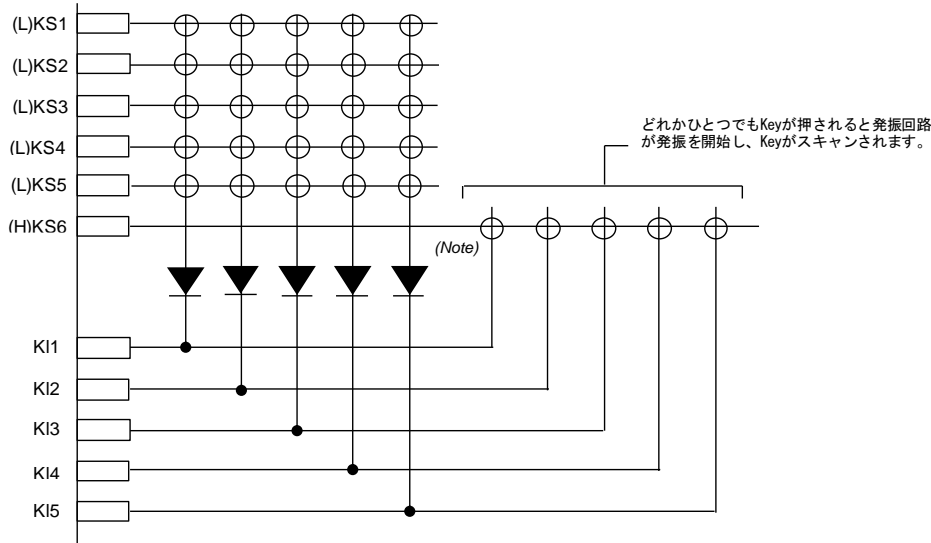 (L)KS1
(L)KS2
(L)KS3
(L)KS4
(L)KS5
(H)KS6
どれかひとつでもKeyが押されると発振回路
が発振を開始し、Keyがスキャンされます。
(Note)
KI1
KI2
KI3
KI4
KI5